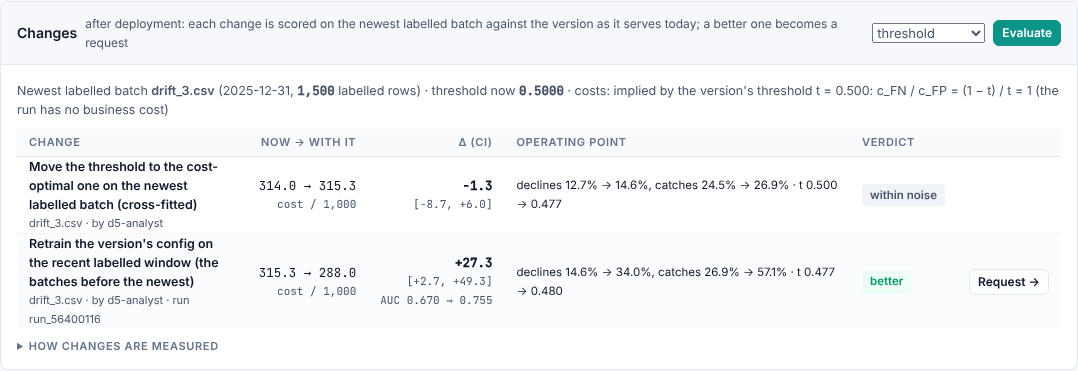 Changes
after deployment: each change is scored on the newest labelled batch against the version as it serves today; a better one becomes a
request
threshold
Evaluate
Newest labelled batch drift_3.csv (2025-12-31, 1,500 labelled rows) · threshold now 0.5000 · costs: implied by the version's threshold t = 0.500: c_FN / c_FP = (1 − t) / t = 1 (the
run has no business cost)
CHANGE NOW → WITH IT Δ (CI) OPERATING POINT VERDICT
Move the threshold to the cost-
optimal one on the newest
labelled batch (cross-fitted)
drift_3.csv · by d5-analyst
314.0 → 315.3
cost / 1,000
-1.3
[-8.7, +6.0]
declines 12.7% → 14.6%, catches 24.5% → 26.9% · t 0.500
→ 0.477
within noise
Retrain the version's config on
the recent labelled window (the
batches before the newest)
drift_3.csv · by d5-analyst · run
run_56400116
315.3 → 288.0
cost / 1,000
+27.3
[+2.7, +49.3]
AUC 0.670 → 0.755
declines 14.6% → 34.0%, catches 26.9% → 57.1% · t 0.477
→ 0.480
better
Request →
▶ HOW CHANGES ARE MEASURED